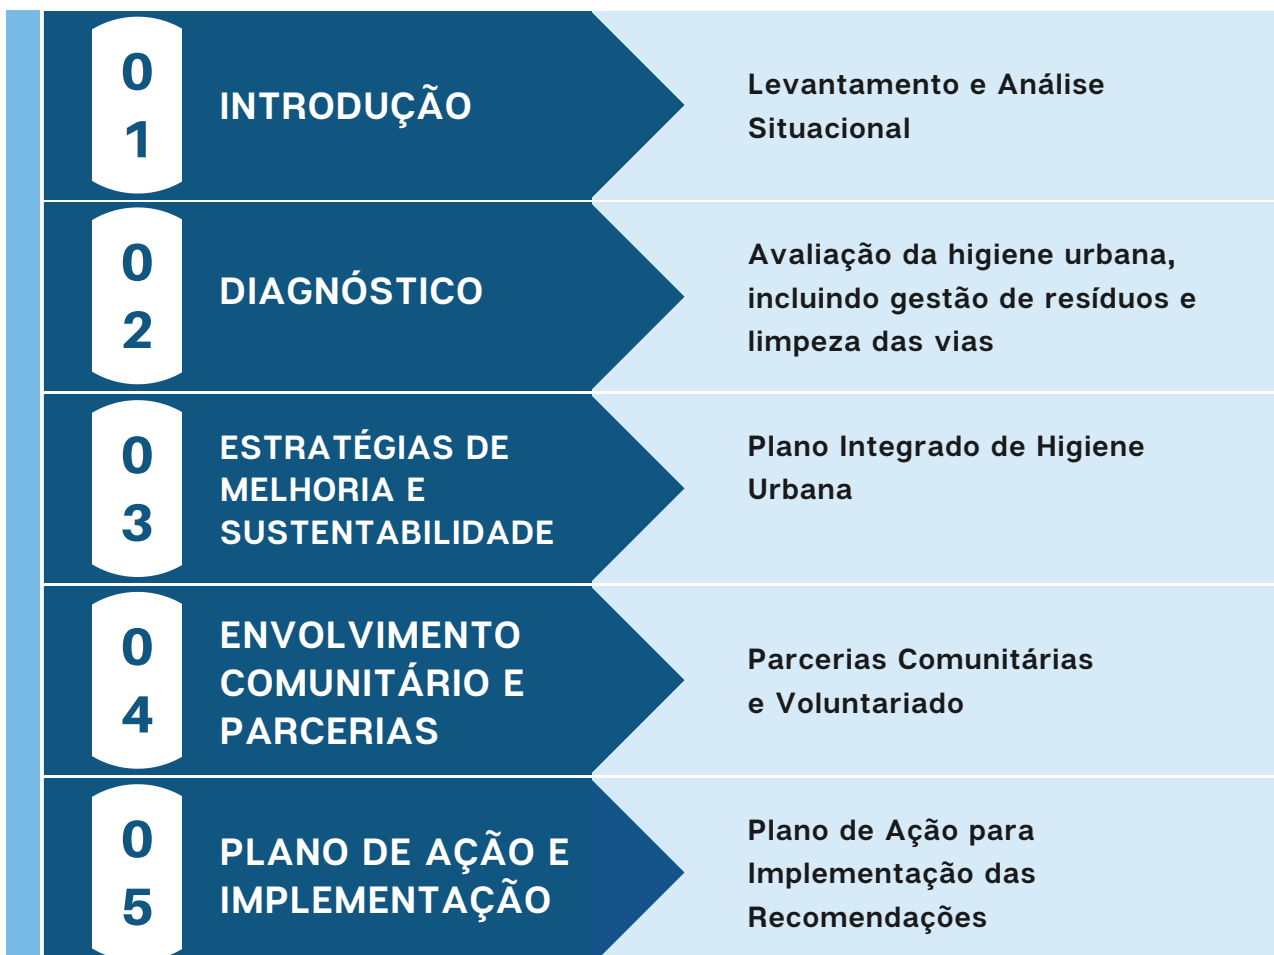 0
1
INTRODUÇÃO
Levantamento e Análise
Situacional
0
2
DIAGNÓSTICO
Avaliação da higiene urbana,
incluindo gestão de resíduos e
limpeza das vias
0
3
ESTRATÉGIAS DE
MELHORIA E
SUSTENTABILIDADE
Plano Integrado de Higiene
Urbana
0
4
ENVOLVIMENTO
COMUNITÁRIO E
PARCERIAS
Parcerias Comunitárias
e Voluntariado
0
5
PLANO DE AÇÃO E
IMPLEMENTAÇÃO
Plano de Ação para
Implementação das
Recomendações